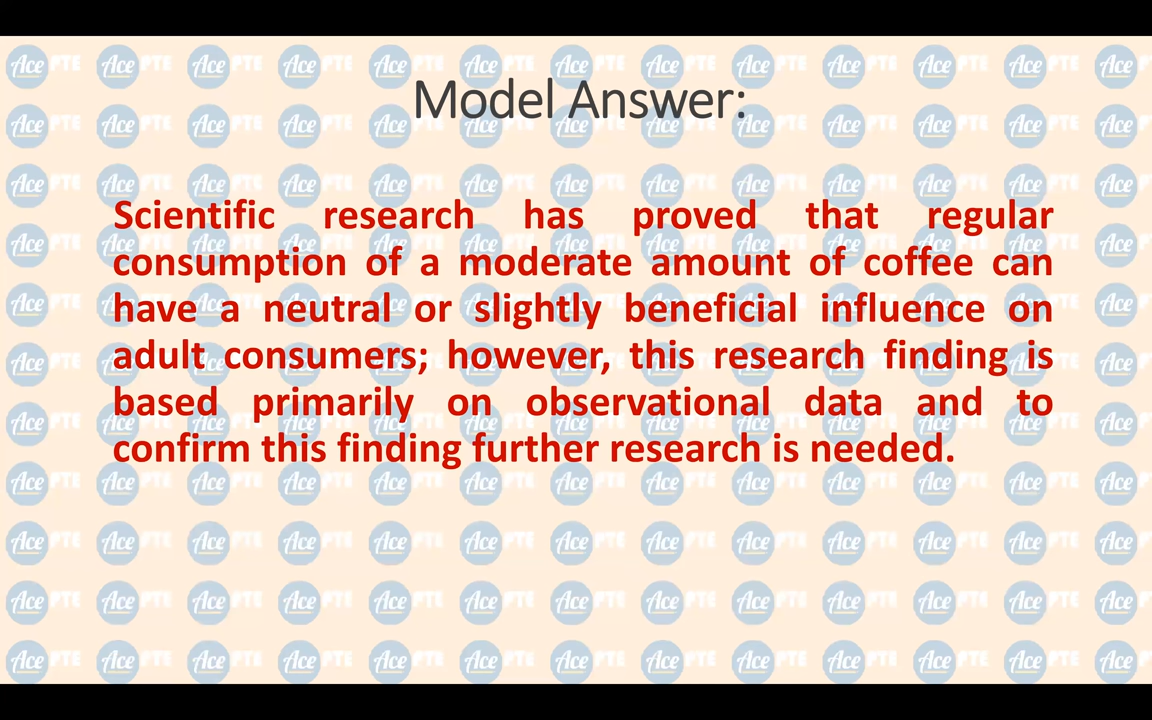 Model Answer:
Scientific research has proved that regular
consumption of a moderate amount of coffee can
have a neutral or slightly beneficial influence on
adult consumers; however, this research finding is
based primarily on observational data and to
confirm this finding further research is needed.
Ace PTE